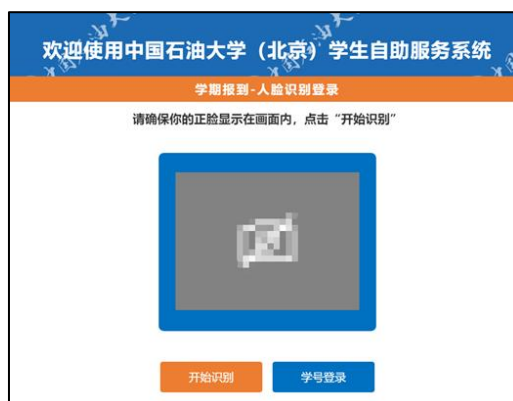 欢迎使用中国石油大学（北京）学生自助服务系统
学期报到-人脸识别登录
请确保你的正脸显示在画面内，点击“开始识别”
开始识别
学号登录